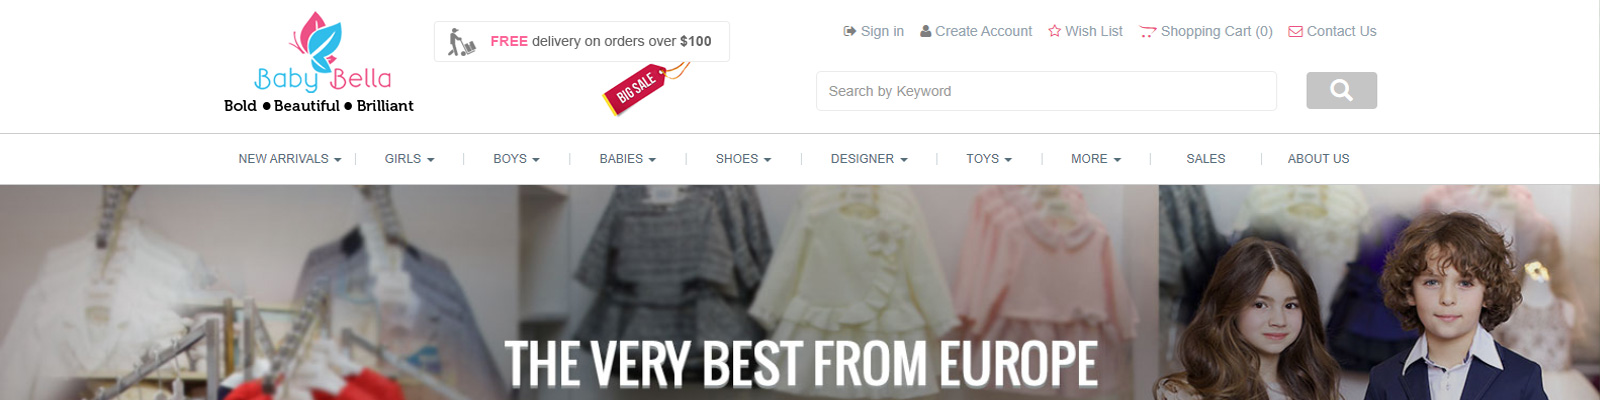 Baby Bella
Bold • Beautiful • Brilliant
FREE delivery on orders over $100
BIG SALE
Sign in Create Account Wish List Shopping Cart (0) Contact Us
Search by Keyword
NEW ARRIVALS GIRLS BOYS BABIES SHOES DESIGNER TOYS MORE SALES ABOUT US
THE VERY BEST FROM EUROPE